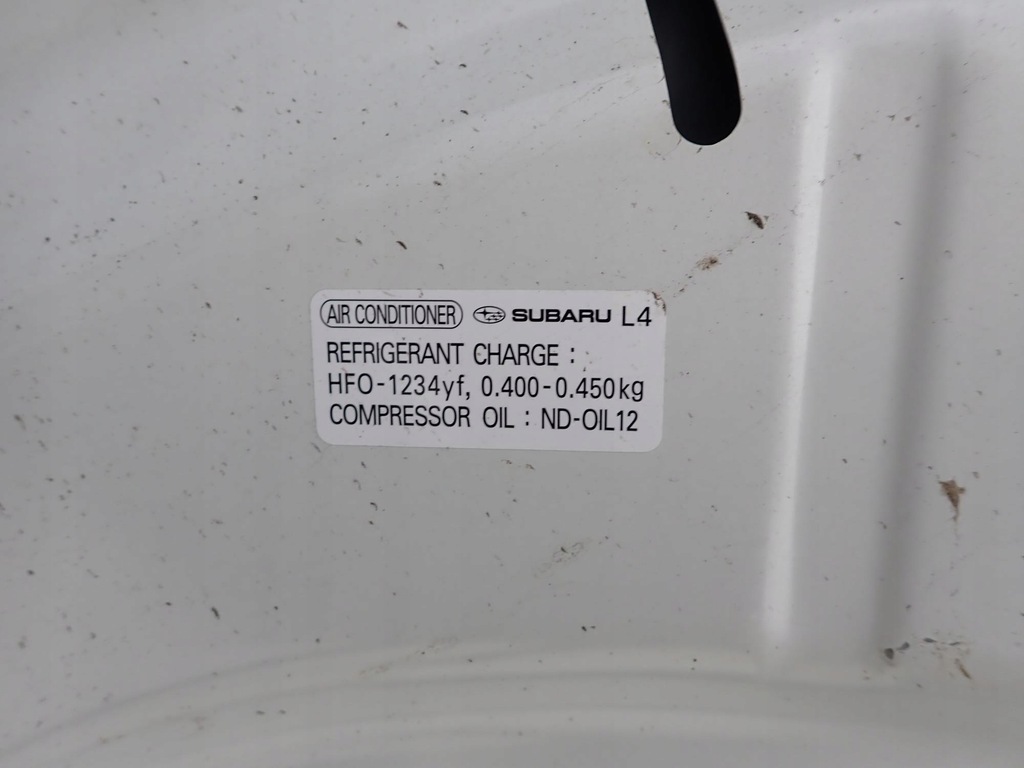 AIR CONDITIONER SUBARU L4
REFRIGERANT CHARGE :
HFO-1234yf, 0.400-0.450kg
COMPRESSOR OIL : ND-OIL12